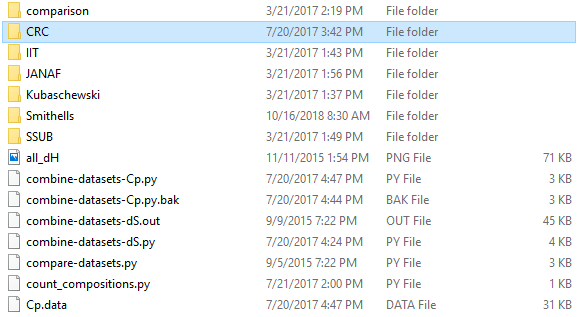 comparison 3/21/2017 2:19 PM File folder
CRC 7/20/2017 3:42 PM File folder
IIT 3/21/2017 1:43 PM File folder
JANAF 3/21/2017 1:56 PM File folder
Kubaschewski 3/21/2017 1:37 PM File folder
Smithells 10/16/2018 8:30 AM File folder
SSUB 3/21/2017 1:49 PM File folder
all_dH 11/11/2015 1:54 PM PNG File 71 KB
combine-datasets-Cp.py 7/20/2017 4:47 PM PY File 3 KB
combine-datasets-Cp.py.bak 7/20/2017 4:44 PM BAK File 3 KB
combine-datasets-dS.out 9/9/2015 7:22 PM OUT File 45 KB
combine-datasets-dS.py 7/20/2017 4:24 PM PY File 4 KB
compare-datasets.py 9/5/2015 7:22 PM PY File 3 KB
count_compositions.py 7/21/2017 2:00 PM PY File 1 KB
Cp.data 7/20/2017 4:47 PM DATA File 31 KB